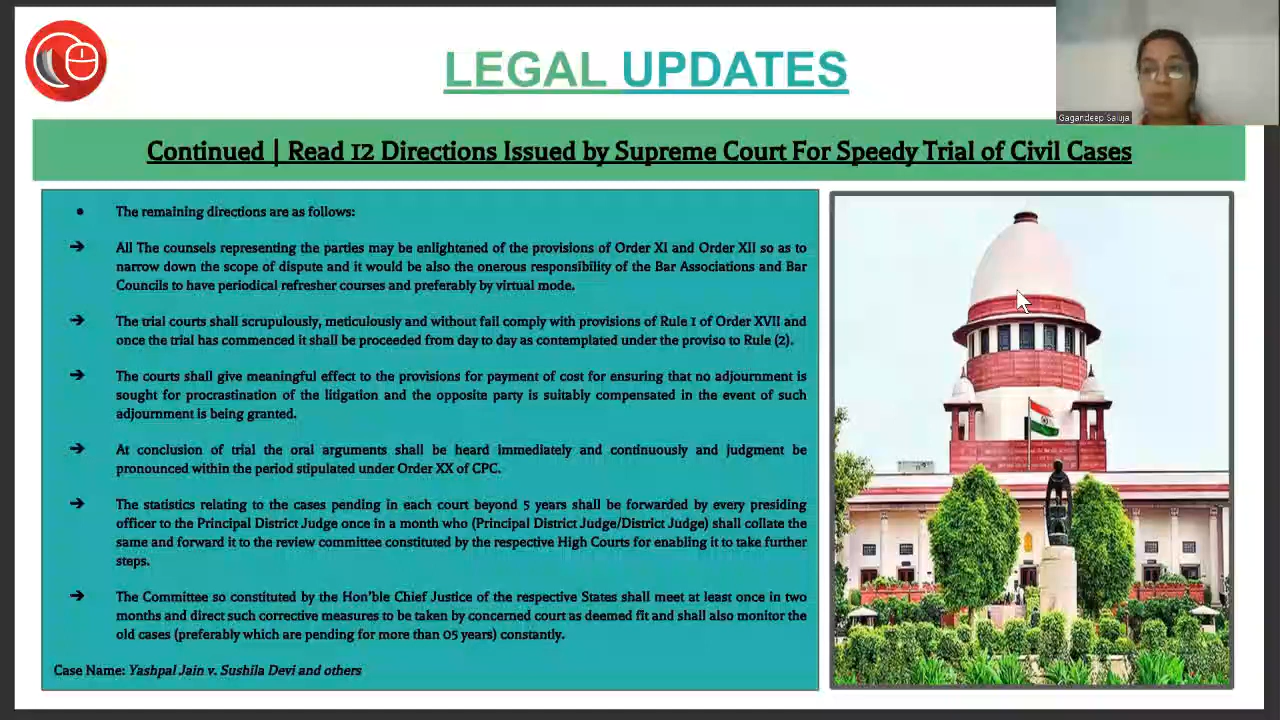 LEGAL UPDATES
Gagandeep Saluja
Continued | Read 12 Directions Issued by Supreme Court For Speedy Trial of Civil Cases
• The remaining directions are as follows:
➔ All The counsels representing the parties may be enlightened of the provisions of Order XI and Order XII so as to
narrow down the scope of dispute and it would be also the onerous responsibility of the Bar Associations and Bar
Councils to have periodical refresher courses and preferably by virtual mode.
➔ The trial courts shall scrupulously, meticulously and without fail comply with provisions of Rule 1 of Order XVII and
once the trial has commenced it shall be proceeded from day to day as contemplated under the proviso to Rule (2).
➔ The courts shall give meaningful effect to the provisions for payment of cost for ensuring that no adjournment is
sought for procrastination of the litigation and the opposite party is suitably compensated in the event of such
adjournment is being granted.
➔ At conclusion of trial the oral arguments shall be heard immediately and continuously and judgment be
pronounced within the period stipulated under Order XX of CPC.
➔ The statistics relating to the cases pending in each court beyond 5 years shall be forwarded by every presiding
officer to the Principal District Judge once in a month who (Principal District Judge/District Judge) shall collate the
same and forward it to the review committee constituted by the respective High Courts for enabling it to take further
steps.
➔ The Committee so constituted by the Hon'ble Chief Justice of the respective States shall meet at least once in two
months and direct such corrective measures to be taken by concerned court as deemed fit and shall also monitor the
old cases (preferably which are pending for more than 05 years) constantly.
Case Name: Yashpal Jain v. Sushila Devi and others